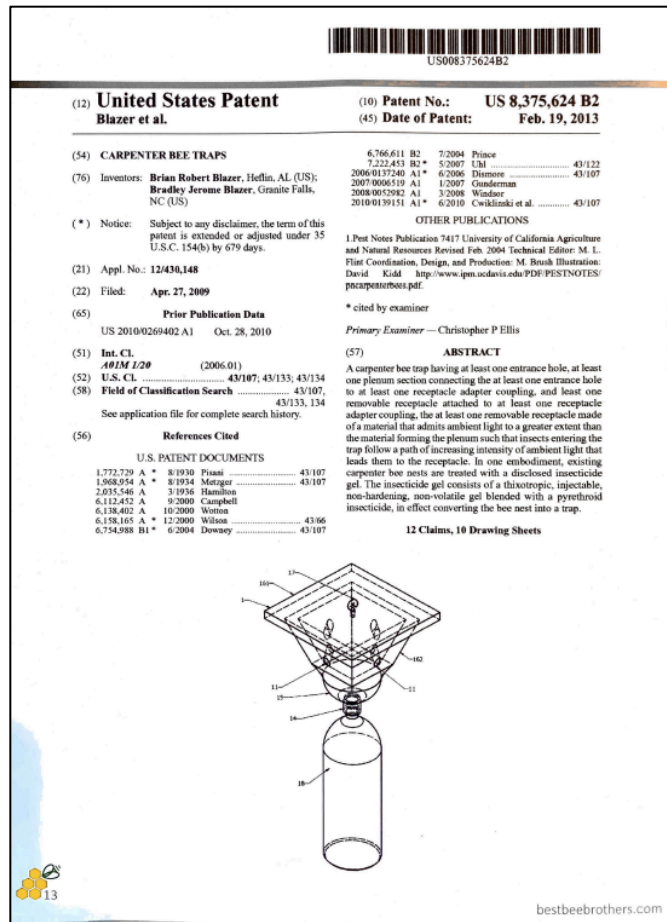 US008375624B2
(12) United States Patent
Blazer et al.
(10) Patent No.: US 8,375,624 B2
(45) Date of Patent: Feb. 19, 2013
(54) CARPENTER BEE TRAPS
(76) Inventors: Brian Robert Blazer, Heflin, AL (US);
Bradley Jerome Blazer, Granite Falls,
NC (US)
( * ) Notice: Subject to any disclaimer, the term of this
patent is extended or adjusted under 35
U.S.C. 154(b) by 679 days.
(21) Appl. No.: 12/430,148
(22) Filed: Apr. 27, 2009
(65) Prior Publication Data
US 2010/0269402 A1 Oct. 28, 2010
(51) Int. Cl.
A01M 1/20 (2006.01)
(52) U.S. Cl. .......................... 43/107; 43/133; 43/134
(58) Field of Classification Search .................. 43/107,
43/133, 134
See application file for complete search history.
(56) References Cited
U.S. PATENT DOCUMENTS
1,772,729 A * 8/1930 Pisani ........................ 43/107
1,968,954 A * 8/1934 Metzger ..................... 43/107
2,035,546 A 3/1936 Hamilton
6,112,452 A 9/2000 Campbell
6,138,402 A 10/2000 Wotton
6,158,165 A * 12/2000 Wilson ........................ 43/66
6,754,988 B1 * 6/2004 Downey ..................... 43/107
6,766,611 B2 7/2004 Prince
7,222,453 B2 * 5/2007 Uhl ............................ 43/122
2006/0137240 A1 * 6/2006 Dismore ..................... 43/107
2007/0006519 A1 1/2007 Gunderman
2008/0052982 A1 3/2008 Windsor
2010/0139151 A1 * 6/2010 Cwiklinski et al. ............ 43/107
OTHER PUBLICATIONS
1.Pest Notes Publication 7417 University of California Agriculture
and Natural Resources Revised Feb. 2004 Technical Editor: M. L.
Flint Coordination, Design, and Production: M. Brush Illustration:
David Kidd http://www.ipm.ucdavis.edu/PDF/PESTNOTES/
pncarpenterbees.pdf.
* cited by examiner
Primary Examiner — Christopher P Ellis
(57) ABSTRACT
A carpenter bee trap having at least one entrance hole, at least
one plenum section connecting the at least one entrance hole
to at least one receptacle adapter coupling, and least one
removable receptacle attached to at least one receptacle
adapter coupling, the at least one removable receptacle made
of a material that admits ambient light to a greater extent than
the material forming the plenum such that insects entering the
trap follow a path of increasing intensity of ambient light that
leads them to the receptacle. In one embodiment, existing
carpenter bee nests are treated with a disclosed insecticide
gel. The insecticide gel consists of a thixotropic, injectable,
non-hardening, non-volatile gel blended with a pyrethroid
insecticide, in effect converting the bee nest into a trap.
12 Claims, 10 Drawing Sheets
17
161
1
162
11
11
15
14
18
13
bestbeebrothers.com